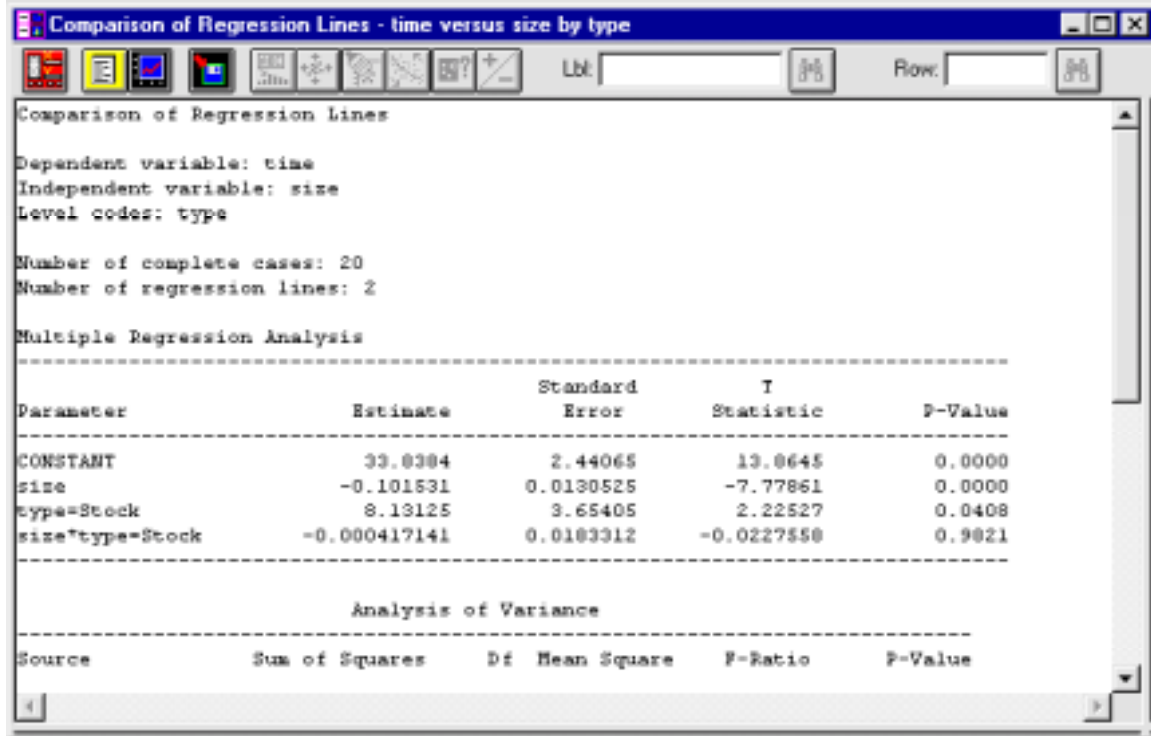 Comparison of Regression Lines - time versus size by type
Lbl: Row:
Comparison of Regression Lines
Dependent variable: time
Independent variable: size
Level codes: type
Number of complete cases: 20
Number of regression lines: 2
Multiple Regression Analysis
--------------------------------------------------------------------------------
Standard T
Parameter Estimate Error Statistic P-Value
--------------------------------------------------------------------------------
CONSTANT 33.8384 2.44065 13.8645 0.0000
size -0.101531 0.0130525 -7.77861 0.0000
type=Stock 8.13125 3.65405 2.22527 0.0408
size*type=Stock -0.000417141 0.0183312 -0.0227558 0.9821
--------------------------------------------------------------------------------
Analysis of Variance
-----------------------------------------------------------------------------
Source Sum of Squares Df Mean Square F-Ratio P-Value